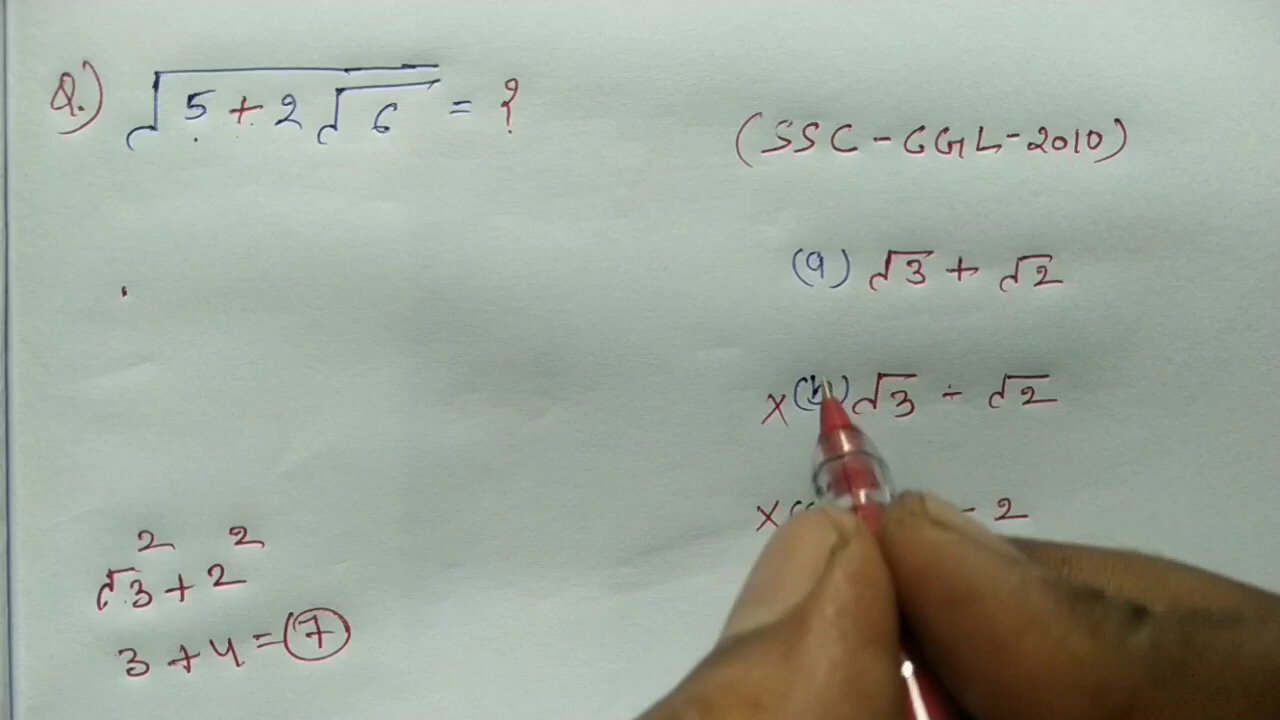 Q.) √(5 + 2√6) = ?
(SSC-CGL-2010)
(a) √3 + √2
×(b) √3 - √2
× - 2
2 2
√3 + 2
3 + 4 = 7